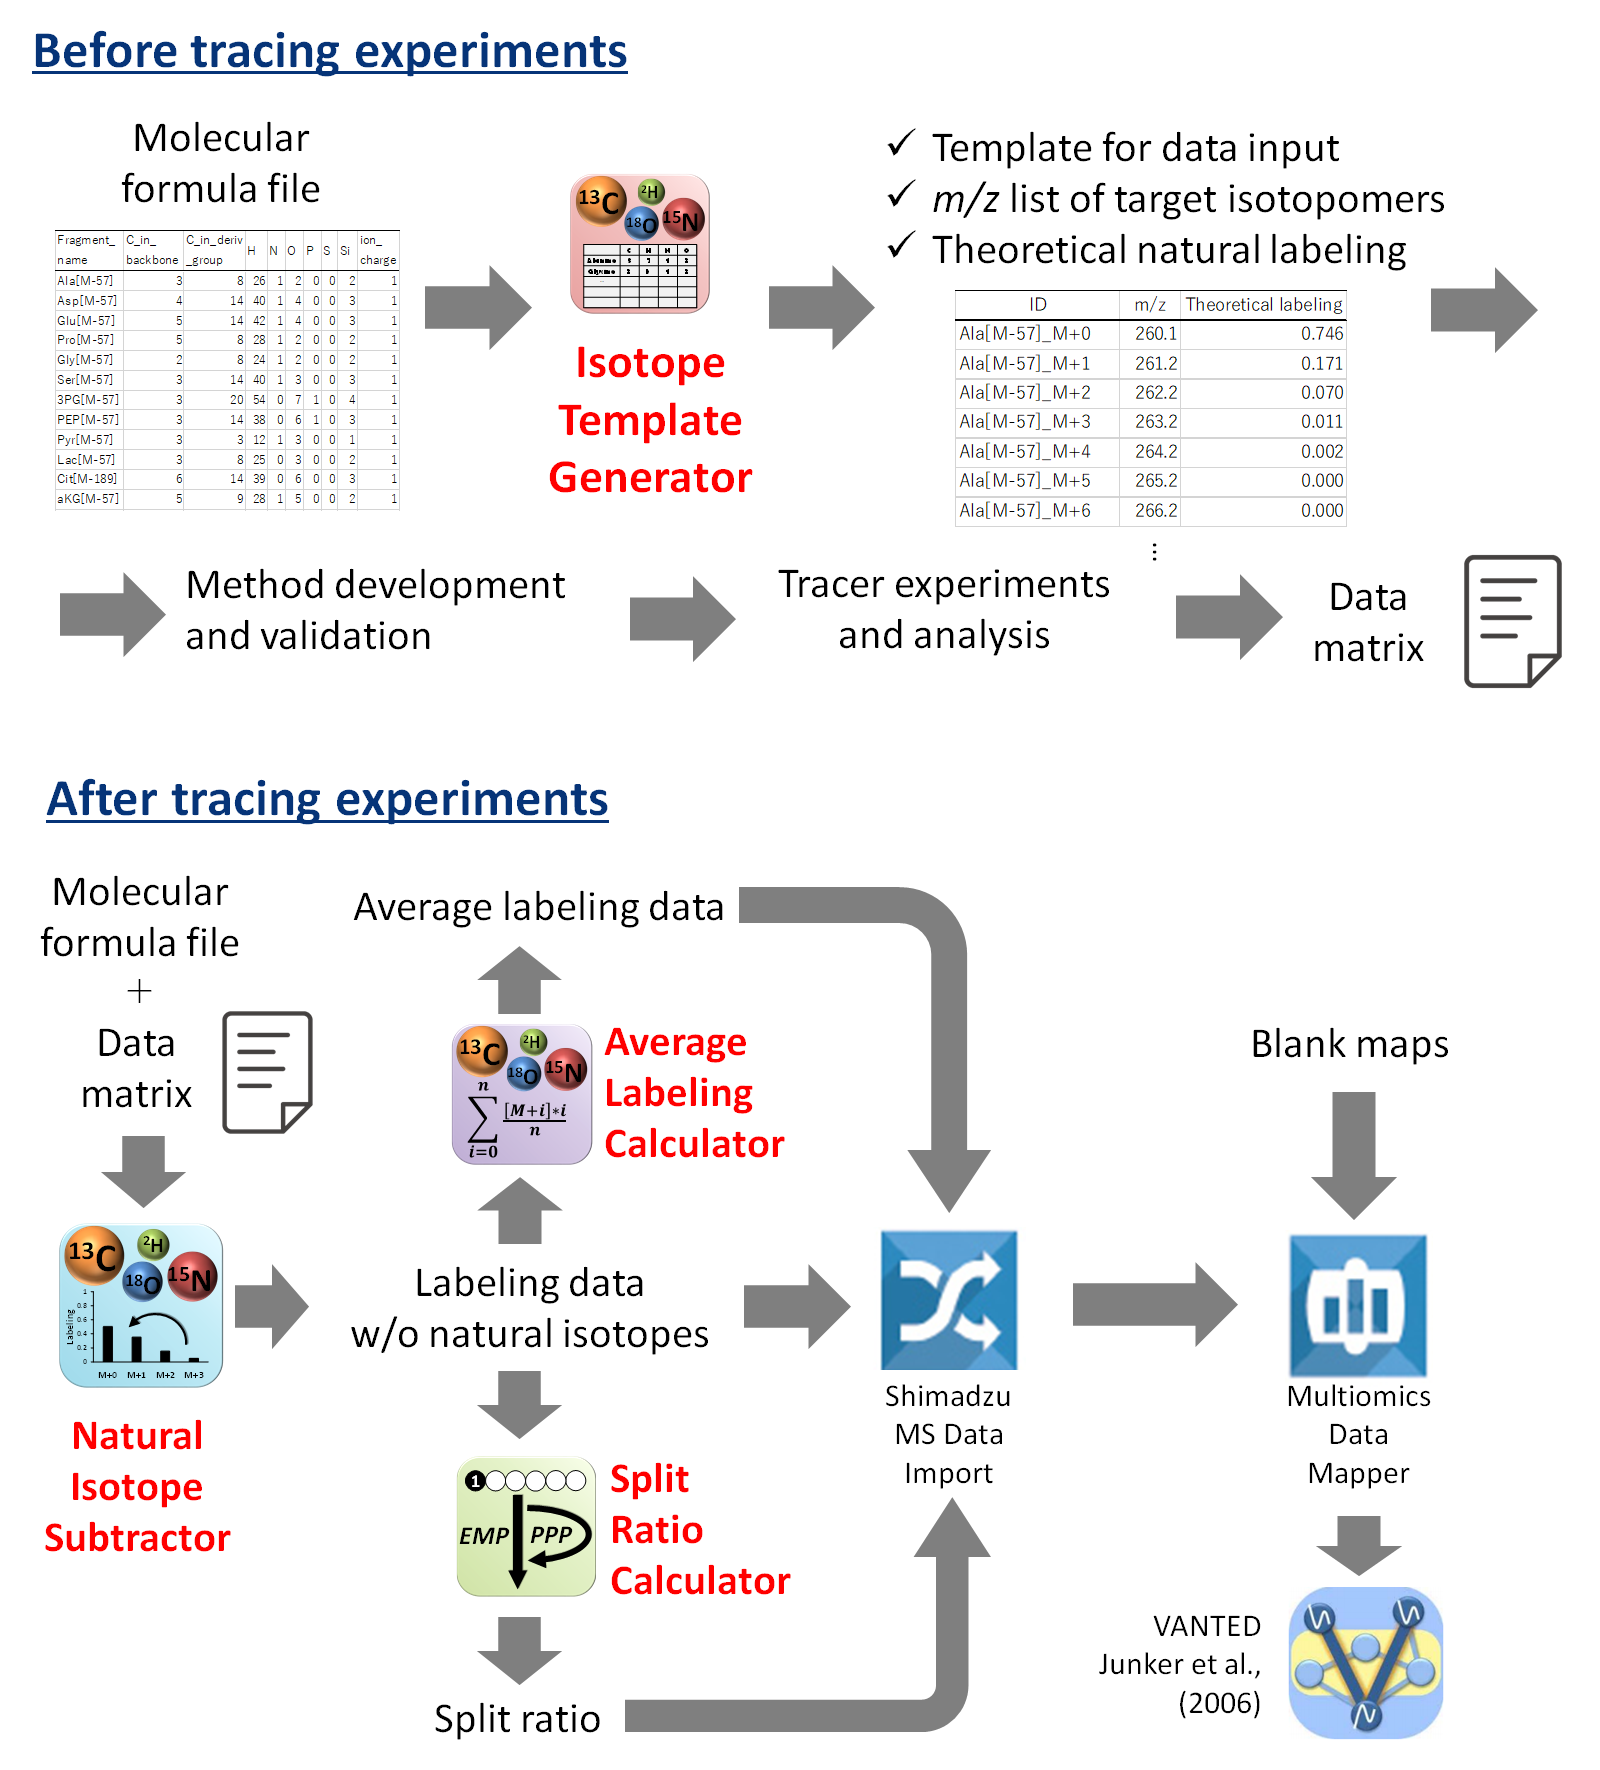 Before tracing experiments
Molecular
formula file
Fragment_name C_in_backbone C_in_deriv_group H N O P S Si ion_charge
Ala[M-57] 3 8 26 1 2 0 0 2 1
Asp[M-57] 4 14 40 1 4 0 0 3 1
Glu[M-57] 5 14 42 1 4 0 0 3 1
Pro[M-57] 5 8 28 1 2 0 0 2 1
Gly[M-57] 2 8 24 1 2 0 0 2 1
Ser[M-57] 3 14 40 1 3 0 0 3 1
3PG[M-57] 3 20 54 0 7 1 0 4 1
PEP[M-57] 3 14 38 0 6 1 0 3 1
Pyr[M-57] 3 3 12 1 3 0 0 1 1
Lac[M-57] 3 8 25 0 3 0 0 2 1
Cit[M-189] 6 14 39 0 6 0 0 3 1
aKG[M-57] 5 9 28 1 5 0 0 2 1
13C 2H 18O 15N
Isotope
Template
Generator
✓ Template for data input
✓ m/z list of target isotopomers
✓ Theoretical natural labeling
ID m/z Theoretical labeling
Ala[M-57]_M+0 260.1 0.746
Ala[M-57]_M+1 261.2 0.171
Ala[M-57]_M+2 262.2 0.070
Ala[M-57]_M+3 263.2 0.011
Ala[M-57]_M+4 264.2 0.002
Ala[M-57]_M+5 265.2 0.000
Ala[M-57]_M+6 266.2 0.000
⋮
Method development
and validation
Tracer experiments
and analysis
Data
matrix
After tracing experiments
Molecular
formula file
+
Data
matrix
13C 2H 18O 15N
Labeling
1
0.8
0.6
0.4
0.2
0
M+0 M+1 M+2 M+3
Natural
Isotope
Subtractor
Average labeling data
13C 2H 18O 15N
n
∑ [M+i]*i / n
i=0
Average
Labeling
Calculator
Labeling data
w/o natural isotopes
1
EMP PPP
Split
Ratio
Calculator
Split ratio
Shimadzu
MS Data
Import
Blank maps
Multiomics
Data
Mapper
VANTED
Junker et al.,
(2006)